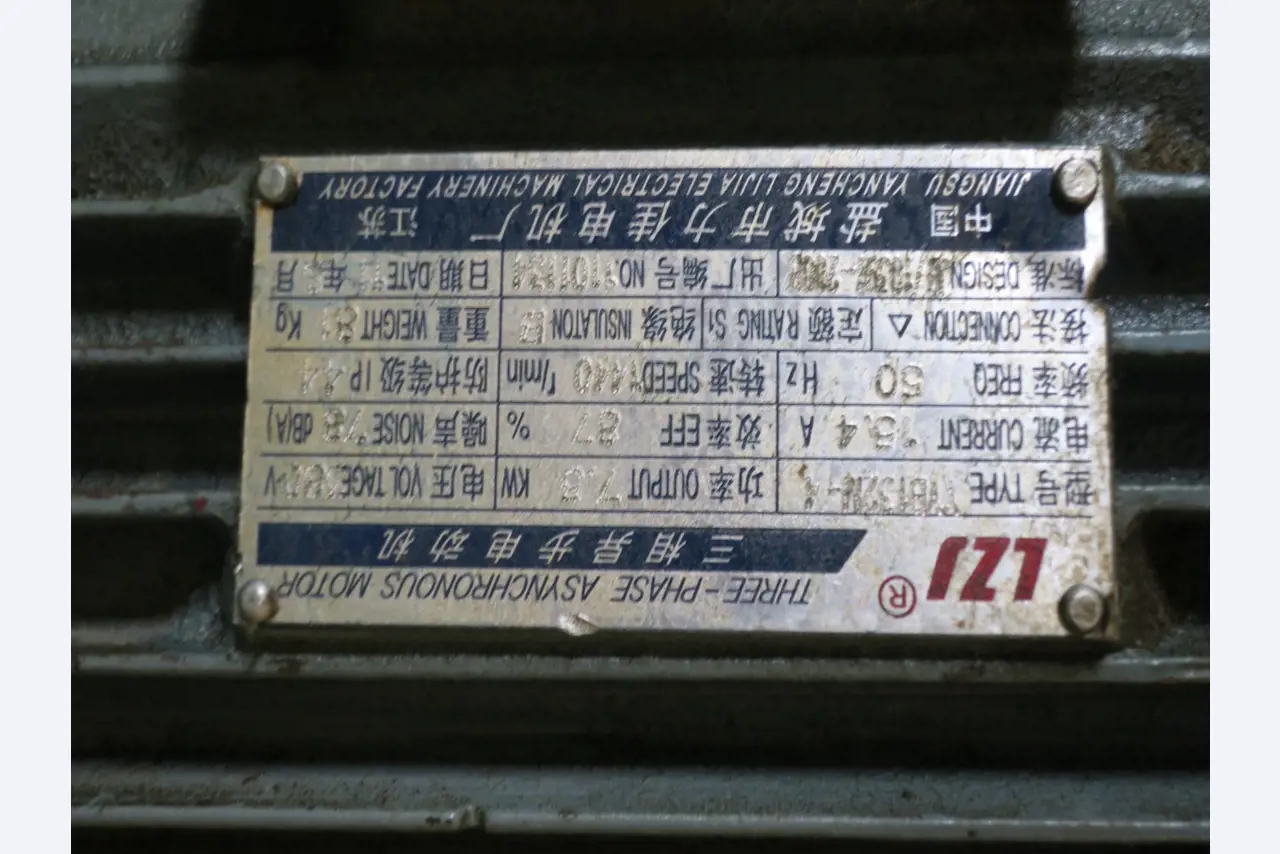 LZJ ® THREE-PHASE ASYNCHRONOUS MOTOR
三相异步电动机
型号 TYPE 功率 OUTPUT 7.5 KW 电压 VOLTAGE V
电流 CURRENT 15.4 A 效率 EFF 87 % 噪声 NOISE 78 dB(A)
频率 FREQ 50 Hz 转速 SPEED 1440 r/min 防护等级 IP 44
接法 CONNECTION △ 定额 RATING S1 绝缘 INSULATON B 重量 WEIGHT Kg
标准 DESIGN 出厂编号 NO. 日期 DATE 年 月
中国 盐城市力佳电机厂 江苏
JIANGSU YANCHENG LIJIA ELECTRICAL MACHINERY FACTORY